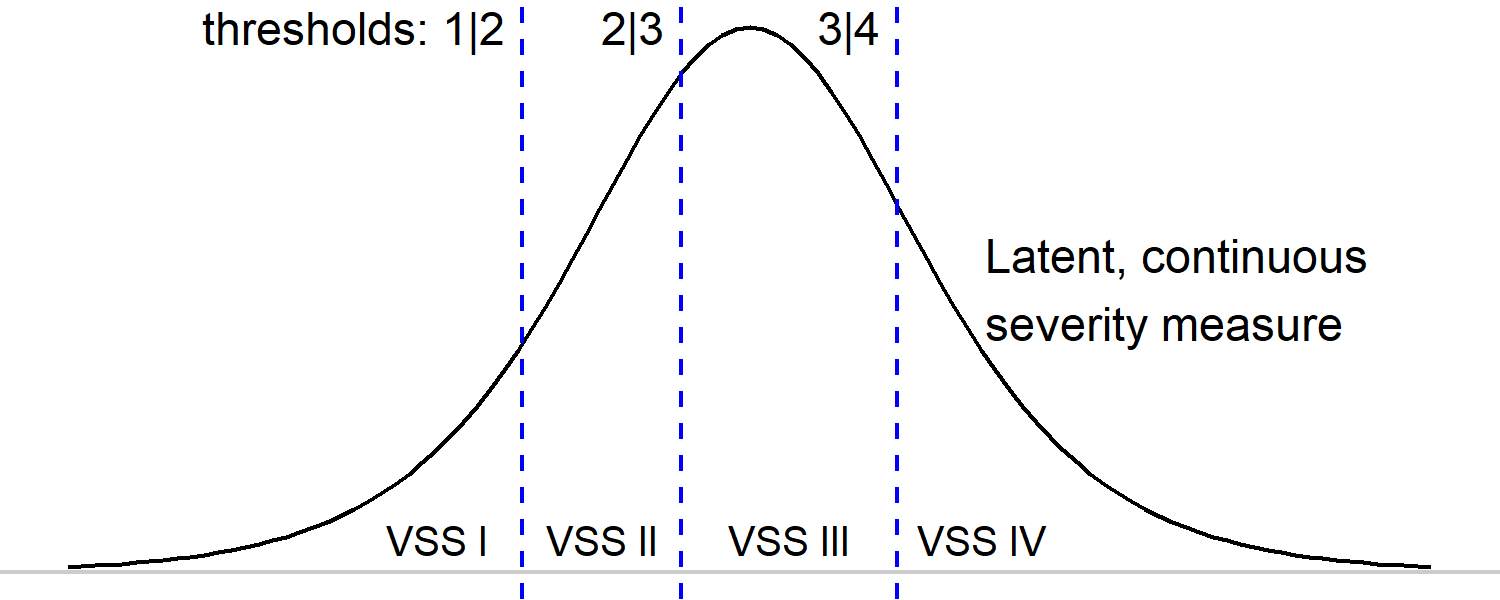 thresholds: 1|2 2|3 3|4
Latent, continuous
severity measure
VSS I VSS II VSS III VSS IV